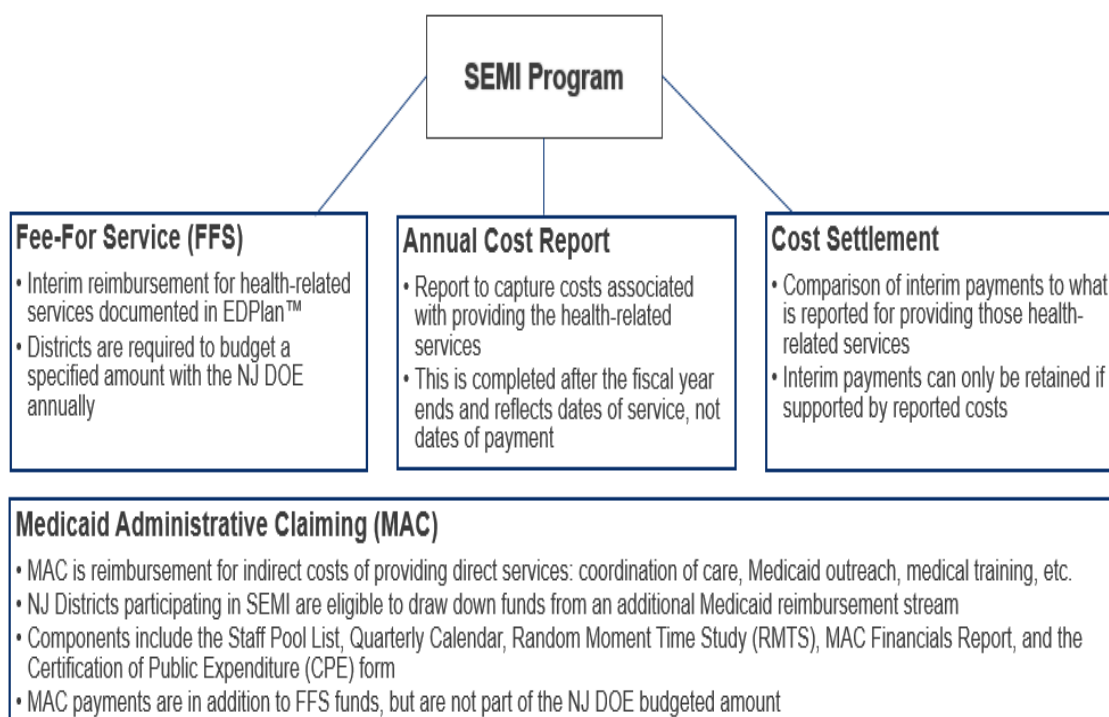 SEMI Program
Fee-For Service (FFS)
• Interim reimbursement for health-related
services documented in EDPlan™
• Districts are required to budget a
specified amount with the NJ DOE
annually
Annual Cost Report
• Report to capture costs associated
with providing the health-related
services
• This is completed after the fiscal year
ends and reflects dates of service, not
dates of payment
Cost Settlement
• Comparison of interim payments to what
is reported for providing those health-
related services
• Interim payments can only be retained if
supported by reported costs
Medicaid Administrative Claiming (MAC)
• MAC is reimbursement for indirect costs of providing direct services: coordination of care, Medicaid outreach, medical training, etc.
• NJ Districts participating in SEMI are eligible to draw down funds from an additional Medicaid reimbursement stream
• Components include the Staff Pool List, Quarterly Calendar, Random Moment Time Study (RMTS), MAC Financials Report, and the
Certification of Public Expenditure (CPE) form
• MAC payments are in addition to FFS funds, but are not part of the NJ DOE budgeted amount